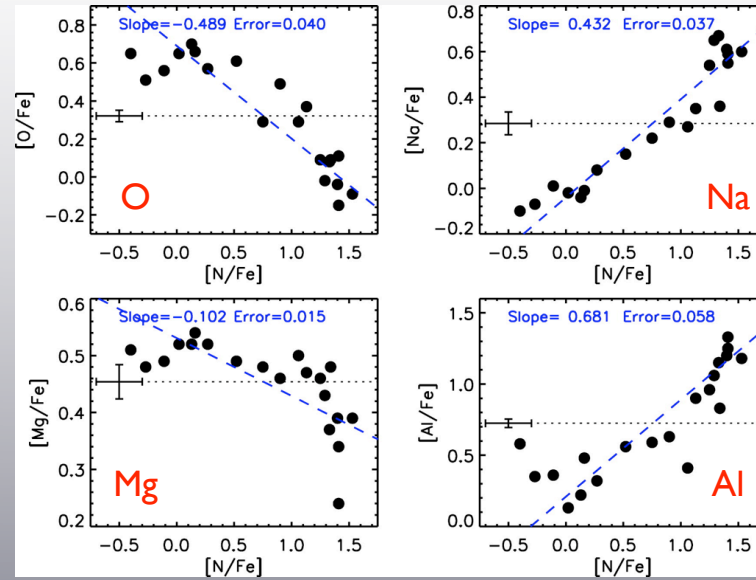 Slope=-0.489 Error=0.040
[O/Fe]
0.8
0.6
0.4
0.2
0.0
-0.2
O
-0.5 0.0 0.5 1.0 1.5
[N/Fe]
Slope= 0.432 Error=0.037
[Na/Fe]
0.8
0.6
0.4
0.2
0.0
-0.2
Na
-0.5 0.0 0.5 1.0 1.5
[N/Fe]
Slope=-0.102 Error=0.015
[Mg/Fe]
0.6
0.5
0.4
0.3
0.2
Mg
-0.5 0.0 0.5 1.0 1.5
[N/Fe]
Slope= 0.681 Error=0.058
[Al/Fe]
1.5
1.0
0.5
0.0
Al
-0.5 0.0 0.5 1.0 1.5
[N/Fe]